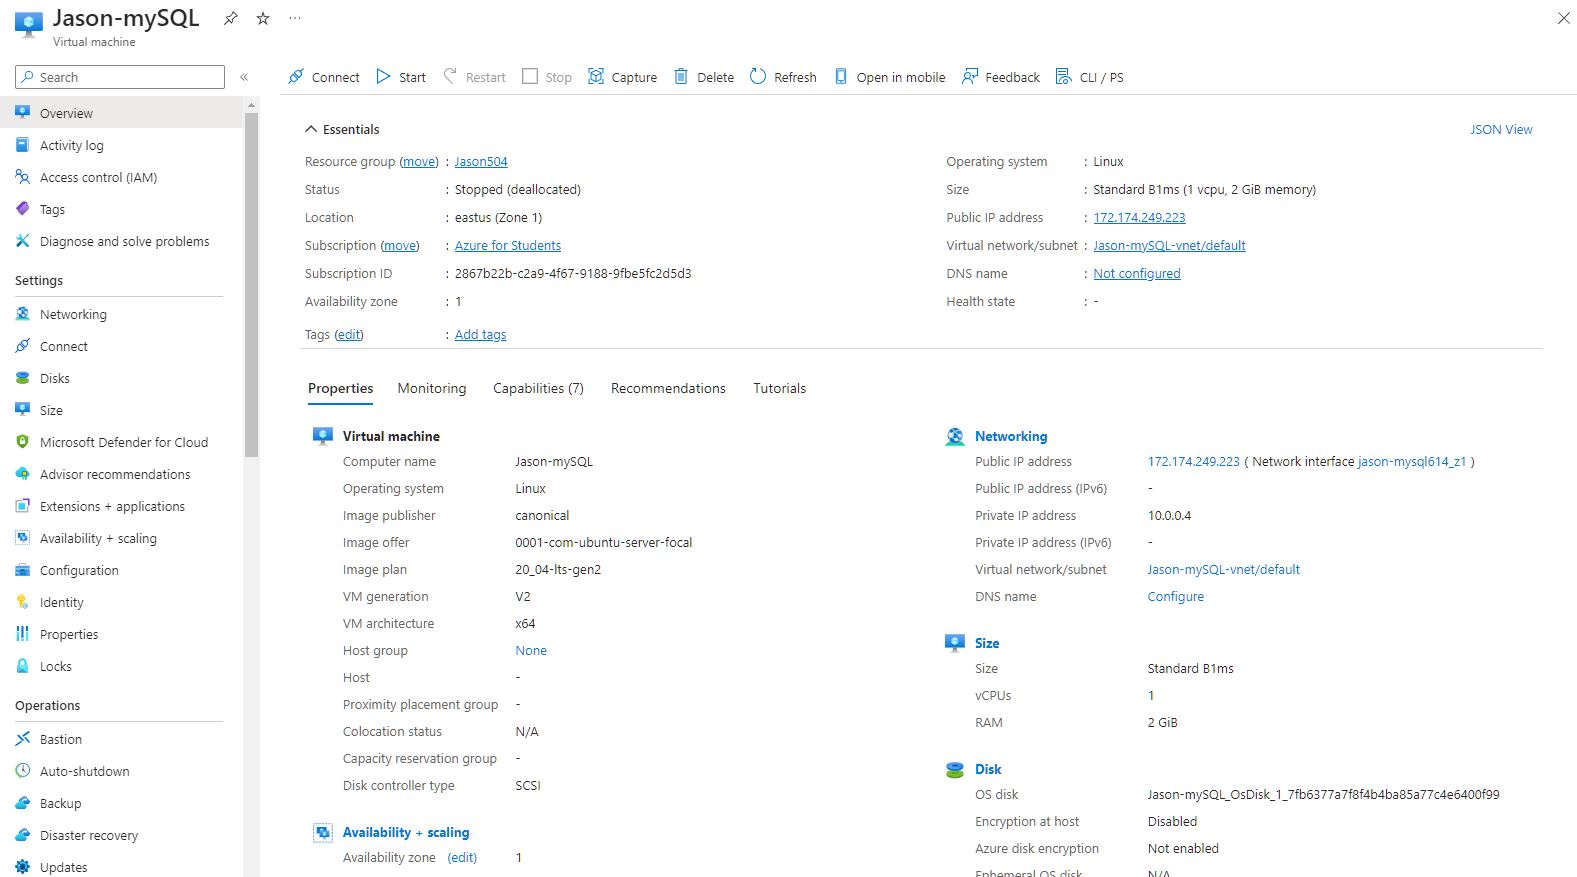 Jason-mySQL
Virtual machine
Search
«
Overview
Activity log
Access control (IAM)
Tags
Diagnose and solve problems
Settings
Networking
Connect
Disks
Size
Microsoft Defender for Cloud
Advisor recommendations
Extensions + applications
Availability + scaling
Configuration
Identity
Properties
Locks
Operations
Bastion
Auto-shutdown
Backup
Disaster recovery
Updates
Connect Start Restart Stop Capture Delete Refresh Open in mobile Feedback CLI / PS
Essentials JSON View
Resource group (move) : Jason504
Status : Stopped (deallocated)
Location : eastus (Zone 1)
Subscription (move) : Azure for Students
Subscription ID : 2867b22b-c2a9-4f67-9188-9fbe5fc2d5d3
Availability zone : 1
Operating system : Linux
Size : Standard B1ms (1 vcpu, 2 GiB memory)
Public IP address : 172.174.249.223
Virtual network/subnet : Jason-mySQL-vnet/default
DNS name : Not configured
Health state : -
Tags (edit) : Add tags
Properties Monitoring Capabilities (7) Recommendations Tutorials
Virtual machine
Computer name Jason-mySQL
Operating system Linux
Image publisher canonical
Image offer 0001-com-ubuntu-server-focal
Image plan 20_04-lts-gen2
VM generation V2
VM architecture x64
Host group None
Host -
Proximity placement group -
Colocation status N/A
Capacity reservation group -
Disk controller type SCSI
Availability + scaling
Availability zone (edit) 1
Networking
Public IP address 172.174.249.223 ( Network interface jason-mysql614_z1 )
Public IP address (IPv6) -
Private IP address 10.0.0.4
Private IP address (IPv6) -
Virtual network/subnet Jason-mySQL-vnet/default
DNS name Configure
Size
Size Standard B1ms
vCPUs 1
RAM 2 GiB
Disk
OS disk Jason-mySQL_OsDisk_1_7fb6377a7f8f4b4ba85a77c4e6400f99
Encryption at host Disabled
Azure disk encryption Not enabled
Ephemeral OS disk N/A